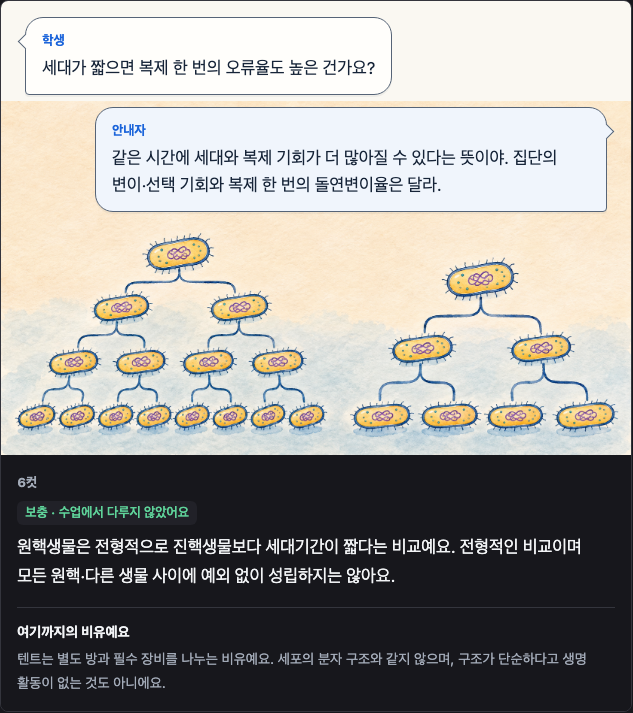 학생
세대가 짧으면 복제 한 번의 오류율도 높은 건가요?
안내자
같은 시간에 세대와 복제 기회가 더 많아질 수 있다는 뜻이야. 집단의
변이·선택 기회와 복제 한 번의 돌연변이율은 달라.
6컷
보충 · 수업에서 다루지 않았어요
원핵생물은 전형적으로 진핵생물보다 세대기간이 짧다는 비교예요. 전형적인 비교이며
모든 원핵·다른 생물 사이에 예외 없이 성립하지는 않아요.
여기까지의 비유예요
텐트는 별도 방과 필수 장비를 나누는 비유예요. 세포의 분자 구조와 같지 않으며, 구조가 단순하다고 생명
활동이 없는 것도 아니에요.